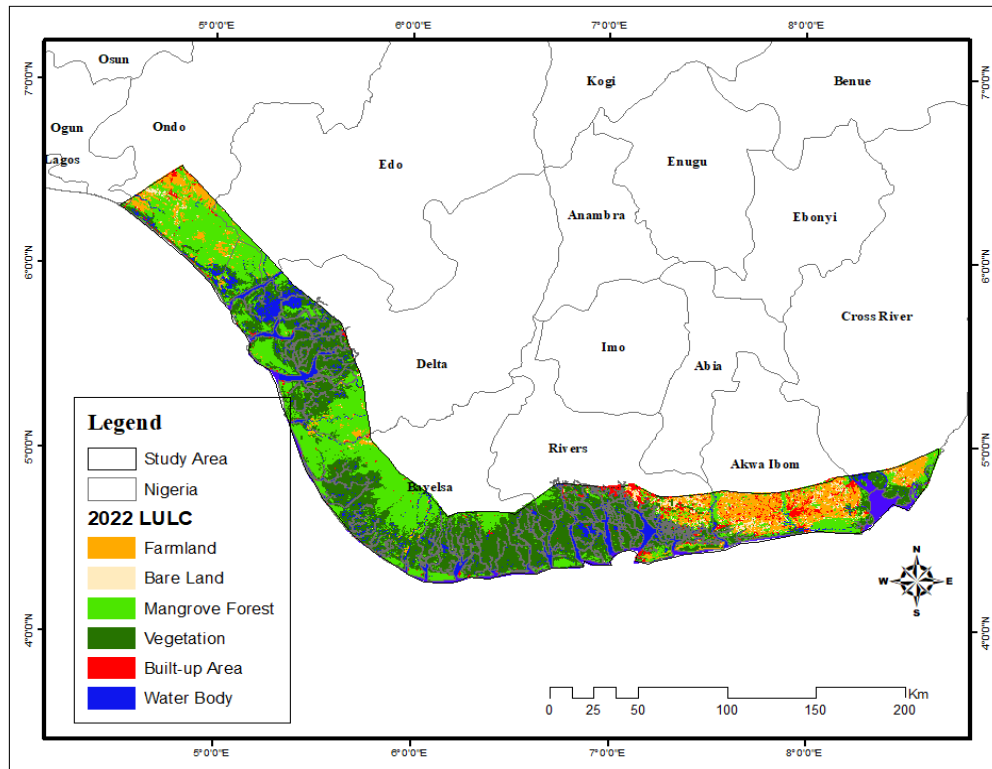 5°0'0"E 6°0'0"E 7°0'0"E 8°0'0"E
7°0'0"N
7°0'0"N
Osun
Kogi
Benue
Ogun
Ondo
Lagos
Edo
Enugu
Anambra
Ebonyi
6°0'0"N
6°0'0"N
Cross River
Imo
Delta
Abia
5°0'0"N
5°0'0"N
Rivers
Akwa Ibom
Bayelsa
Legend
Study Area
Nigeria
2022 LULC
Farmland
Bare Land
Mangrove Forest
Vegetation
Built-up Area
Water Body
N
W E
S
4°0'0"N
4°0'0"N
Km
0 25 50 100 150 200
5°0'0"E 6°0'0"E 7°0'0"E 8°0'0"E